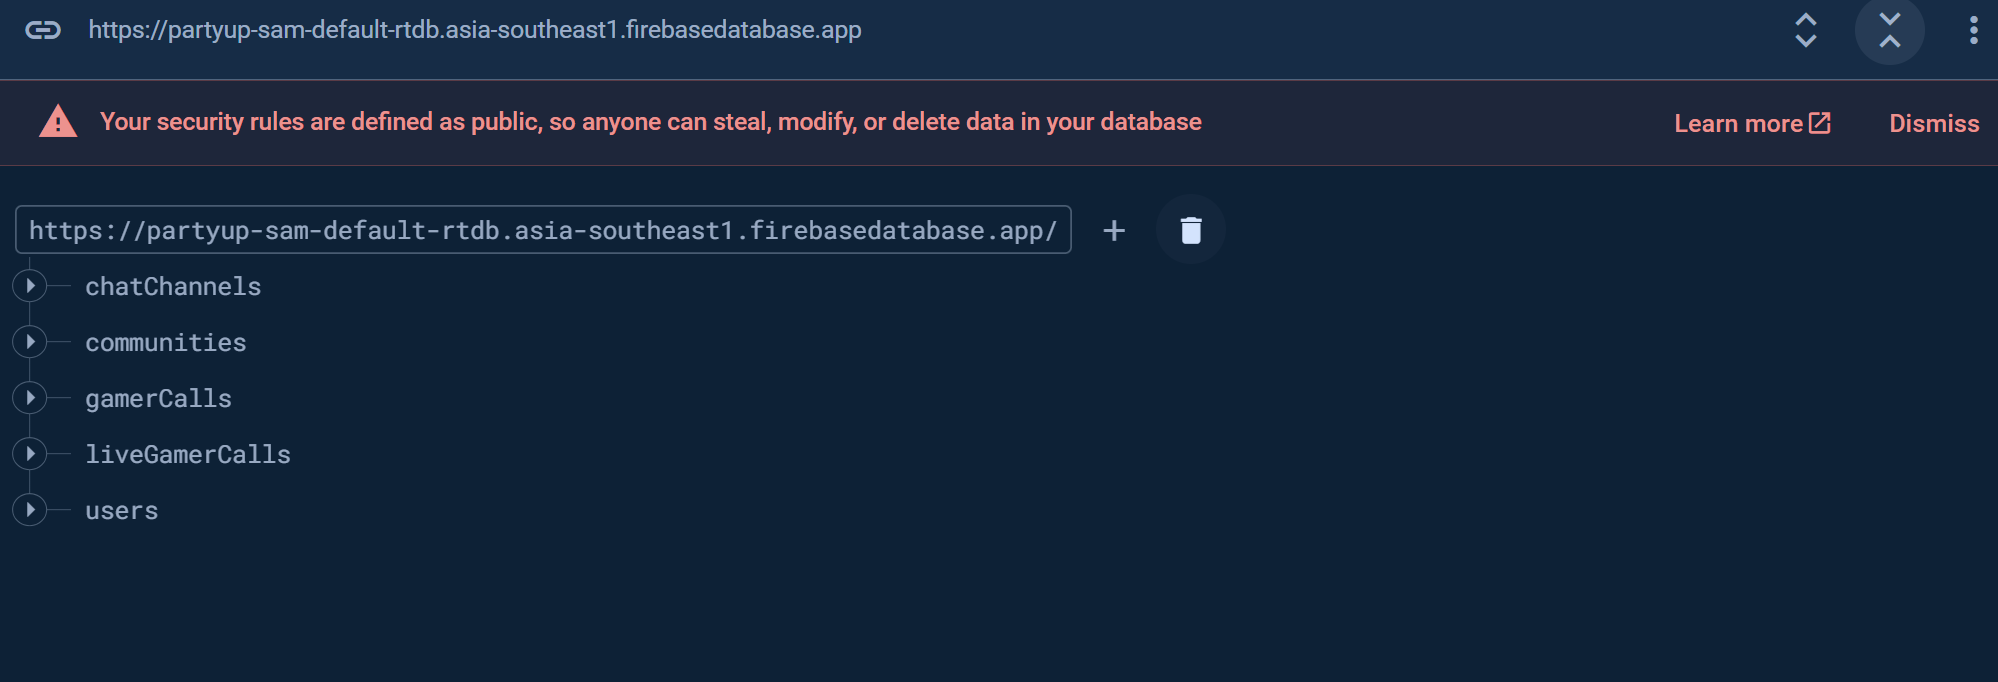 https://partyup-sam-default-rtdb.asia-southeast1.firebasedatabase.app
Your security rules are defined as public, so anyone can steal, modify, or delete data in your database
Learn more
Dismiss
https://partyup-sam-default-rtdb.asia-southeast1.firebasedatabase.app/
chatChannels
communities
gamerCalls
liveGamerCalls
users